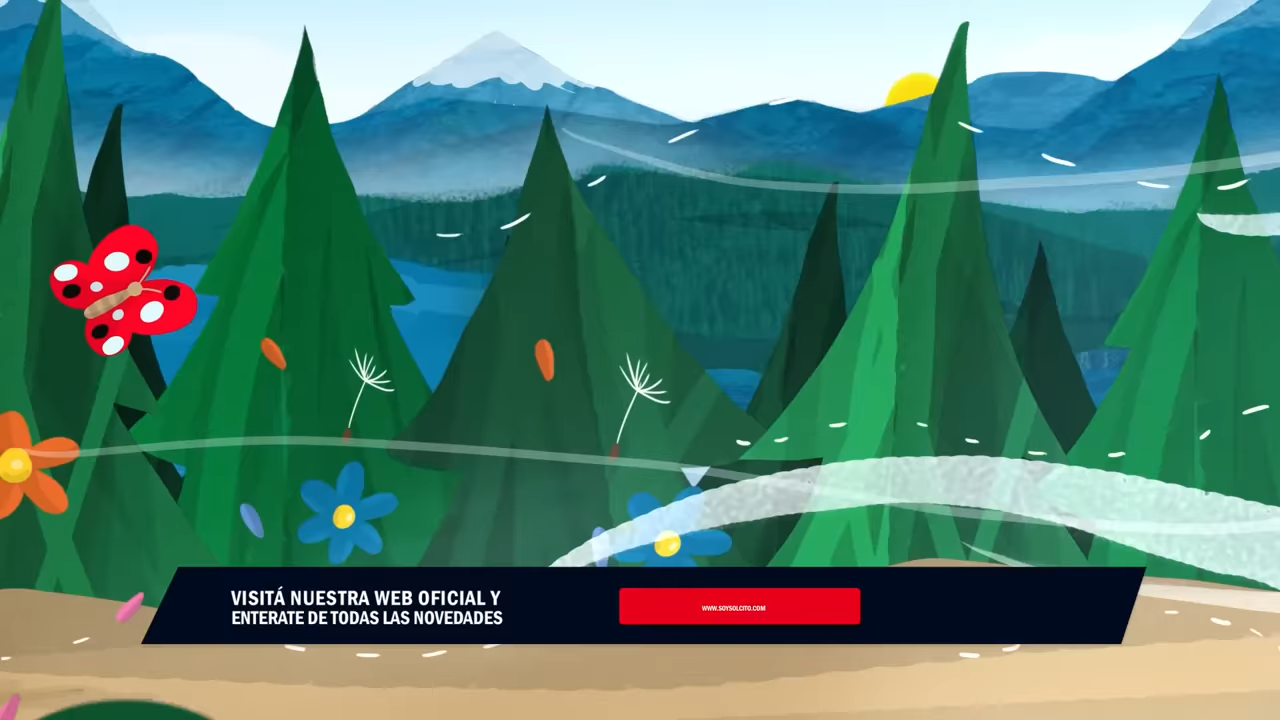 VISITÁ NUESTRA WEB OFICIAL Y
ENTERATE DE TODAS LAS NOVEDADES
WWW.SOYSOLCITO.COM